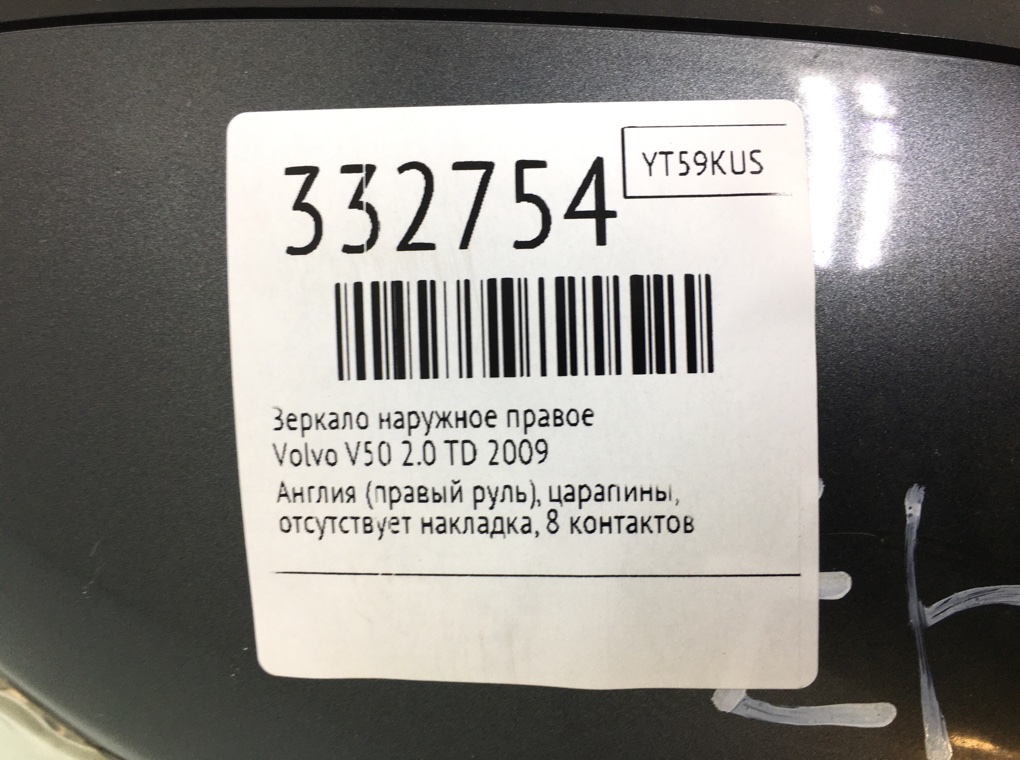 332754
YT59KUS
Зеркало наружное правое
Volvo V50 2.0 TD 2009
Англия (правый руль), царапины,
отсутствует накладка, 8 контактов